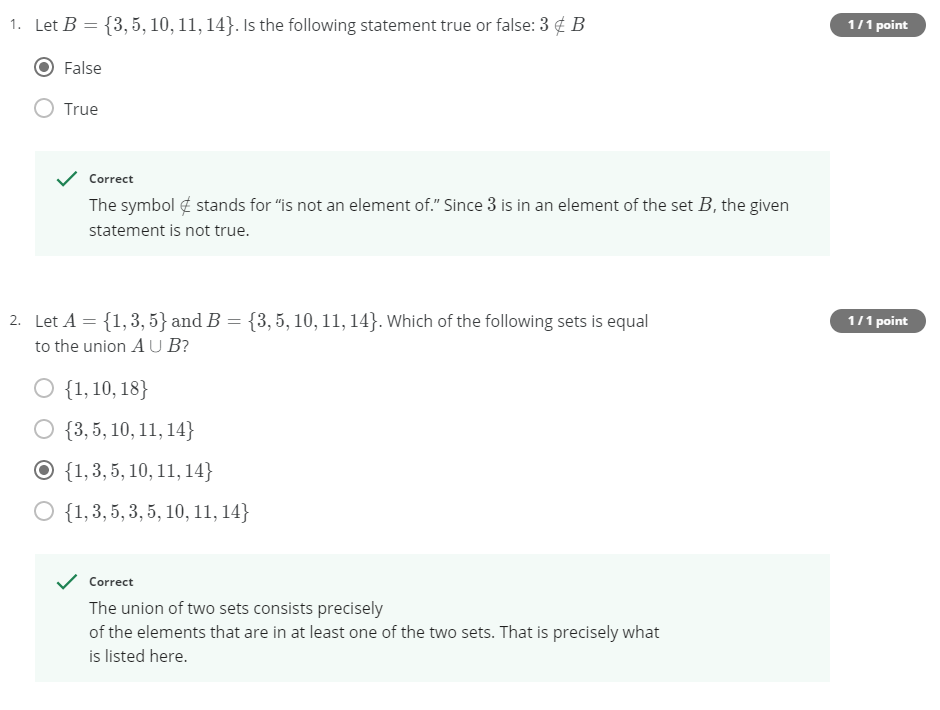 1. Let B = {3, 5, 10, 11, 14}. Is the following statement true or false: 3 ∉ B
1 / 1 point
False
True
Correct
The symbol ∉ stands for “is not an element of.” Since 3 is in an element of the set B, the given
statement is not true.
2. Let A = {1, 3, 5} and B = {3, 5, 10, 11, 14}. Which of the following sets is equal
1 / 1 point
to the union A ∪ B?
{1, 10, 18}
{3, 5, 10, 11, 14}
{1, 3, 5, 10, 11, 14}
{1, 3, 5, 3, 5, 10, 11, 14}
Correct
The union of two sets consists precisely
of the elements that are in at least one of the two sets. That is precisely what
is listed here.